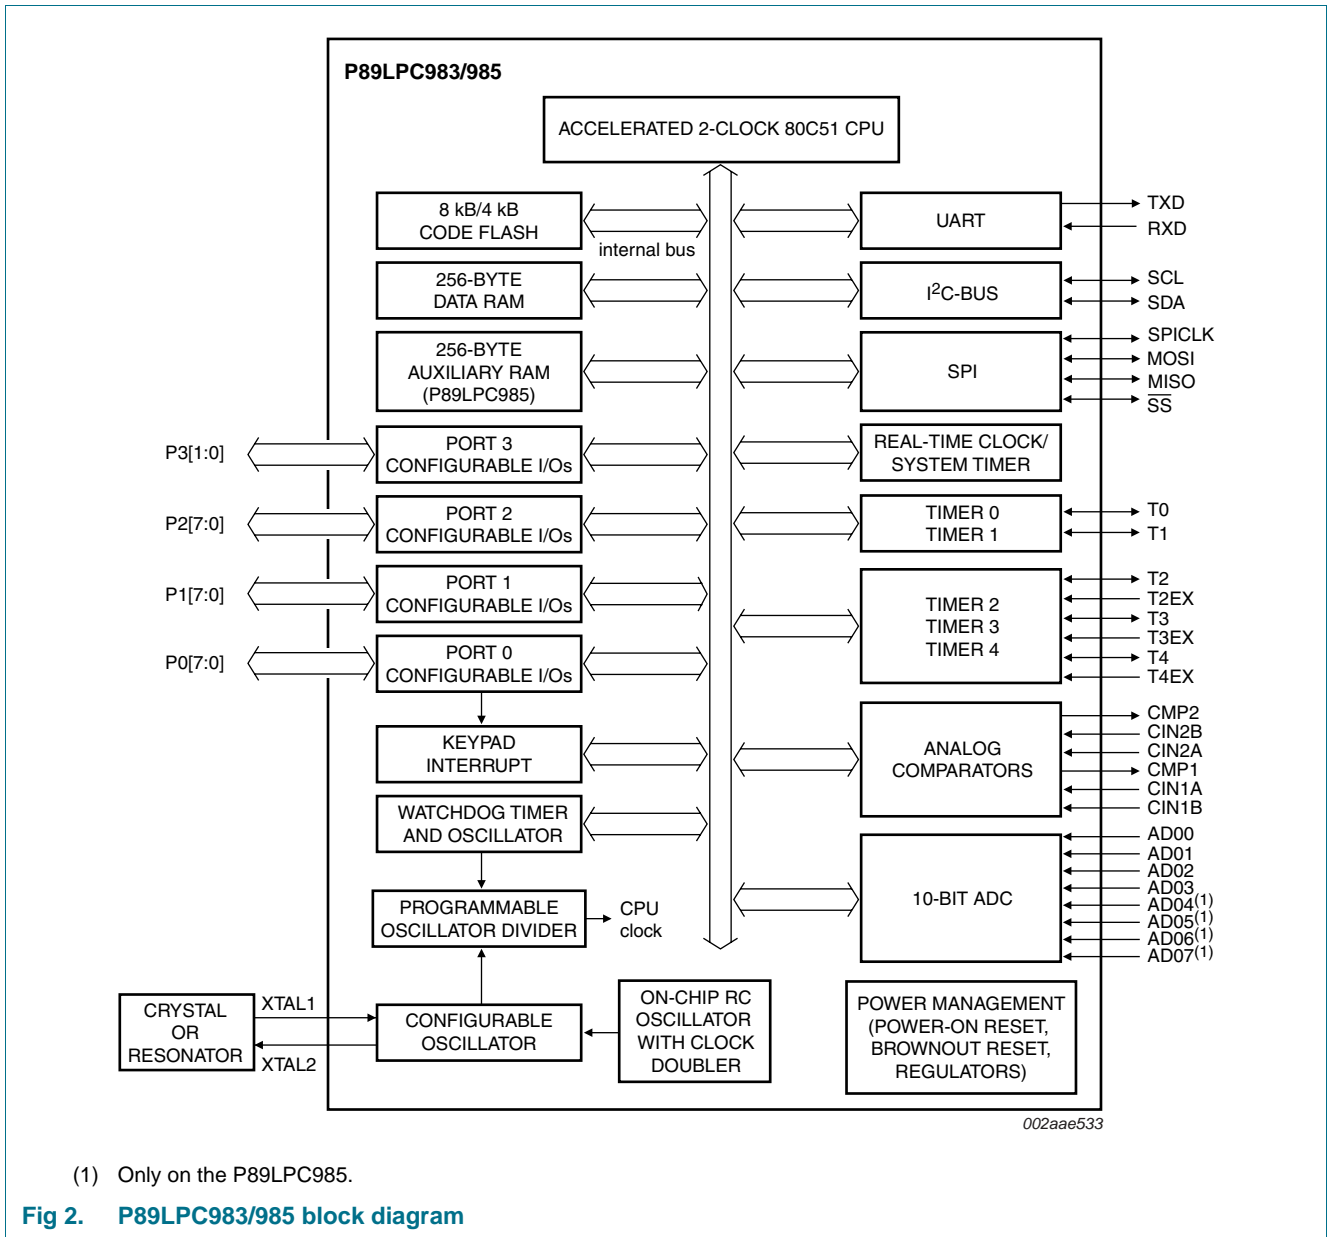 P89LPC983/985
ACCELERATED 2-CLOCK 80C51 CPU
8 kB/4 kB
CODE FLASH
internal bus
256-BYTE
DATA RAM
256-BYTE
AUXILIARY RAM
(P89LPC985)
P3[1:0]
PORT 3
CONFIGURABLE I/Os
P2[7:0]
PORT 2
CONFIGURABLE I/Os
P1[7:0]
PORT 1
CONFIGURABLE I/Os
P0[7:0]
PORT 0
CONFIGURABLE I/Os
KEYPAD
INTERRUPT
WATCHDOG TIMER
AND OSCILLATOR
PROGRAMMABLE
OSCILLATOR DIVIDER
CPU
clock
CRYSTAL
OR
RESONATOR
XTAL1
XTAL2
CONFIGURABLE
OSCILLATOR
ON-CHIP RC
OSCILLATOR
WITH CLOCK
DOUBLER
UART
TXD
RXD
I²C-BUS
SCL
SDA
SPI
SPICLK
MOSI
MISO
S̅S̅
REAL-TIME CLOCK/
SYSTEM TIMER
TIMER 0
TIMER 1
T0
T1
TIMER 2
TIMER 3
TIMER 4
T2
T2EX
T3
T3EX
T4
T4EX
ANALOG
COMPARATORS
CMP2
CIN2B
CIN2A
CMP1
CIN1A
CIN1B
10-BIT ADC
AD00
AD01
AD02
AD03
AD04(1)
AD05(1)
AD06(1)
AD07(1)
POWER MANAGEMENT
(POWER-ON RESET,
BROWNOUT RESET,
REGULATORS)
002aae533
(1) Only on the P89LPC985.
Fig 2. P89LPC983/985 block diagram